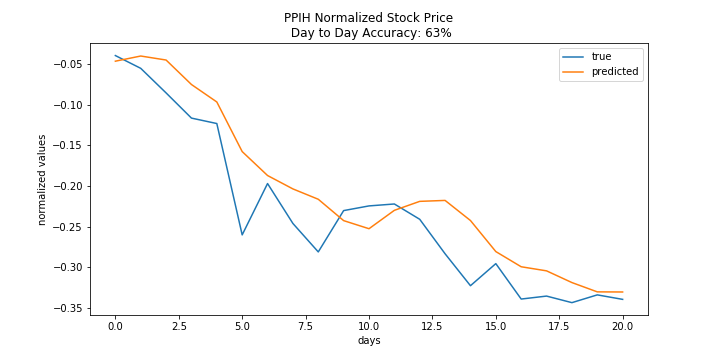 PPIH Normalized Stock Price
Day to Day Accuracy: 63%
true
predicted
normalized values
−0.05
−0.10
−0.15
−0.20
−0.25
−0.30
−0.35
0.0 2.5 5.0 7.5 10.0 12.5 15.0 17.5 20.0
days